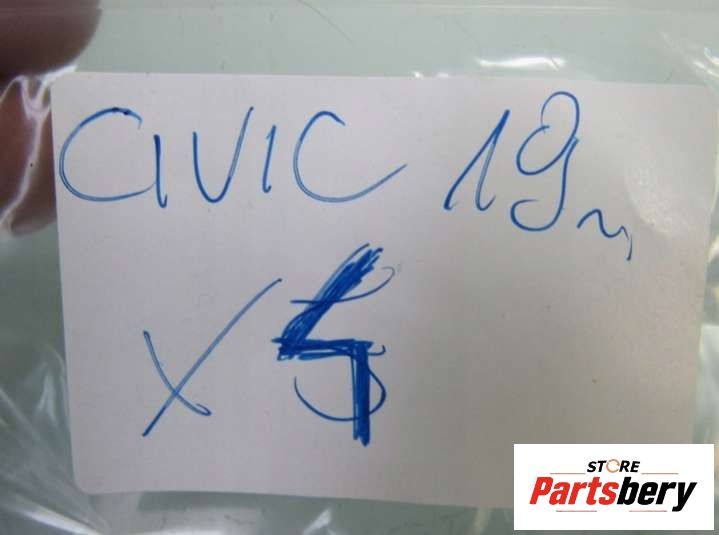 CIVIC 19
X 4
STORE
Partsbery